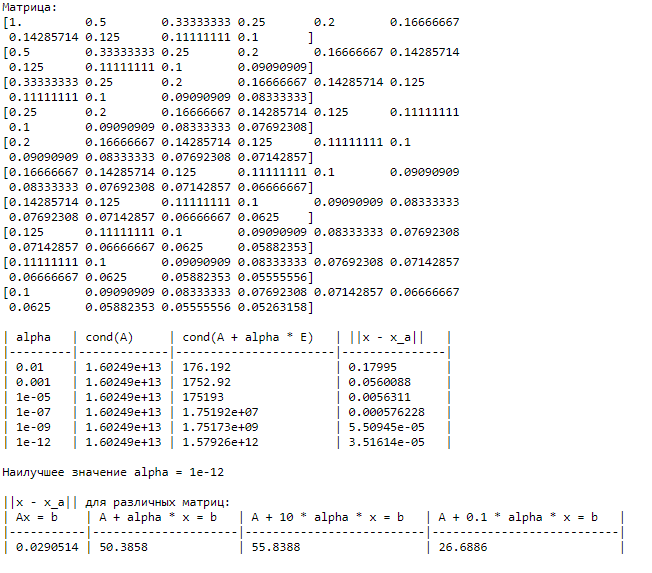 Матрица:
[1.         0.5        0.33333333 0.25       0.2        0.16666667
 0.14285714 0.125      0.11111111 0.1       ]
[0.5        0.33333333 0.25       0.2        0.16666667 0.14285714
 0.125      0.11111111 0.1        0.09090909]
[0.33333333 0.25       0.2        0.16666667 0.14285714 0.125
 0.11111111 0.1        0.09090909 0.08333333]
[0.25       0.2        0.16666667 0.14285714 0.125      0.11111111
 0.1        0.09090909 0.08333333 0.07692308]
[0.2        0.16666667 0.14285714 0.125      0.11111111 0.1
 0.09090909 0.08333333 0.07692308 0.07142857]
[0.16666667 0.14285714 0.125      0.11111111 0.1        0.09090909
 0.08333333 0.07692308 0.07142857 0.06666667]
[0.14285714 0.125      0.11111111 0.1        0.09090909 0.08333333
 0.07692308 0.07142857 0.06666667 0.0625    ]
[0.125      0.11111111 0.1        0.09090909 0.08333333 0.07692308
 0.07142857 0.06666667 0.0625     0.05882353]
[0.11111111 0.1        0.09090909 0.08333333 0.07692308 0.07142857
 0.06666667 0.0625     0.05882353 0.05555556]
[0.1        0.09090909 0.08333333 0.07692308 0.07142857 0.06666667
 0.0625     0.05882353 0.05555556 0.05263158]
| alpha   | cond(A)     | cond(A + alpha * E)   | ||x - x_a||   |
|---------|-------------|-----------------------|---------------|
| 0.01    | 1.60249e+13 | 176.192               | 0.17995       |
| 0.001   | 1.60249e+13 | 1752.92               | 0.0560088     |
| 1e-05   | 1.60249e+13 | 175193                | 0.0056311     |
| 1e-07   | 1.60249e+13 | 1.75192e+07           | 0.000576228   |
| 1e-09   | 1.60249e+13 | 1.75173e+09           | 5.50945e-05   |
| 1e-12   | 1.60249e+13 | 1.57926e+12           | 3.51614e-05   |
Наилучшее значение alpha = 1e-12
||x - x_a|| для различных матриц:
| Ax = b    | A + alpha * x = b   | A + 10 * alpha * x = b   | A + 0.1 * alpha * x = b   |
|-----------|---------------------|--------------------------|---------------------------|
| 0.0290514 | 50.3858             | 55.8388                  | 26.6886                   |